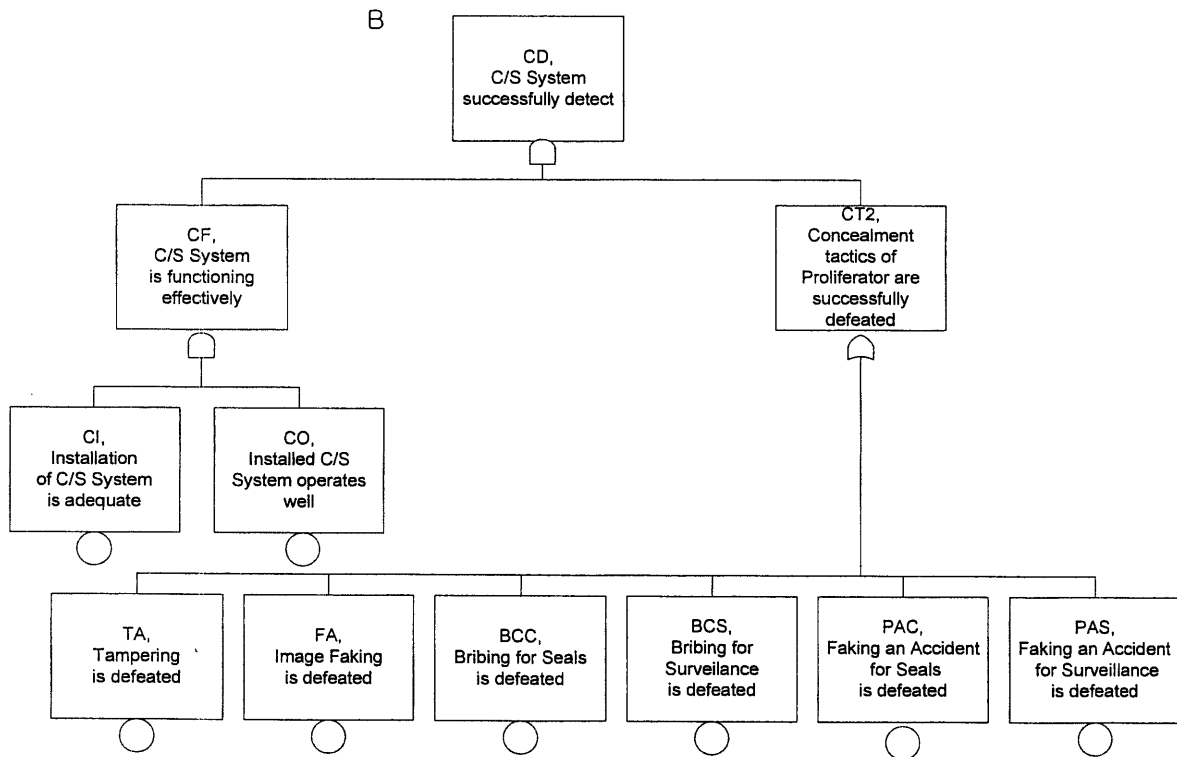 B
CD,
C/S System
successfully detect
CF,
C/S System
is functioning
effectively
CT2,
Concealment
tactics of
Proliferator are
successfully
defeated
CI,
Installation
of C/S System
is adequate
CO,
Installed C/S
System operates
well
TA,
Tampering
is defeated
FA,
Image Faking
is defeated
BCC,
Bribing for Seals
is defeated
BCS,
Bribing for
Surveilance
is defeated
PAC,
Faking an Accident
for Seals
is defeated
PAS,
Faking an Accident
for Surveillance
is defeated